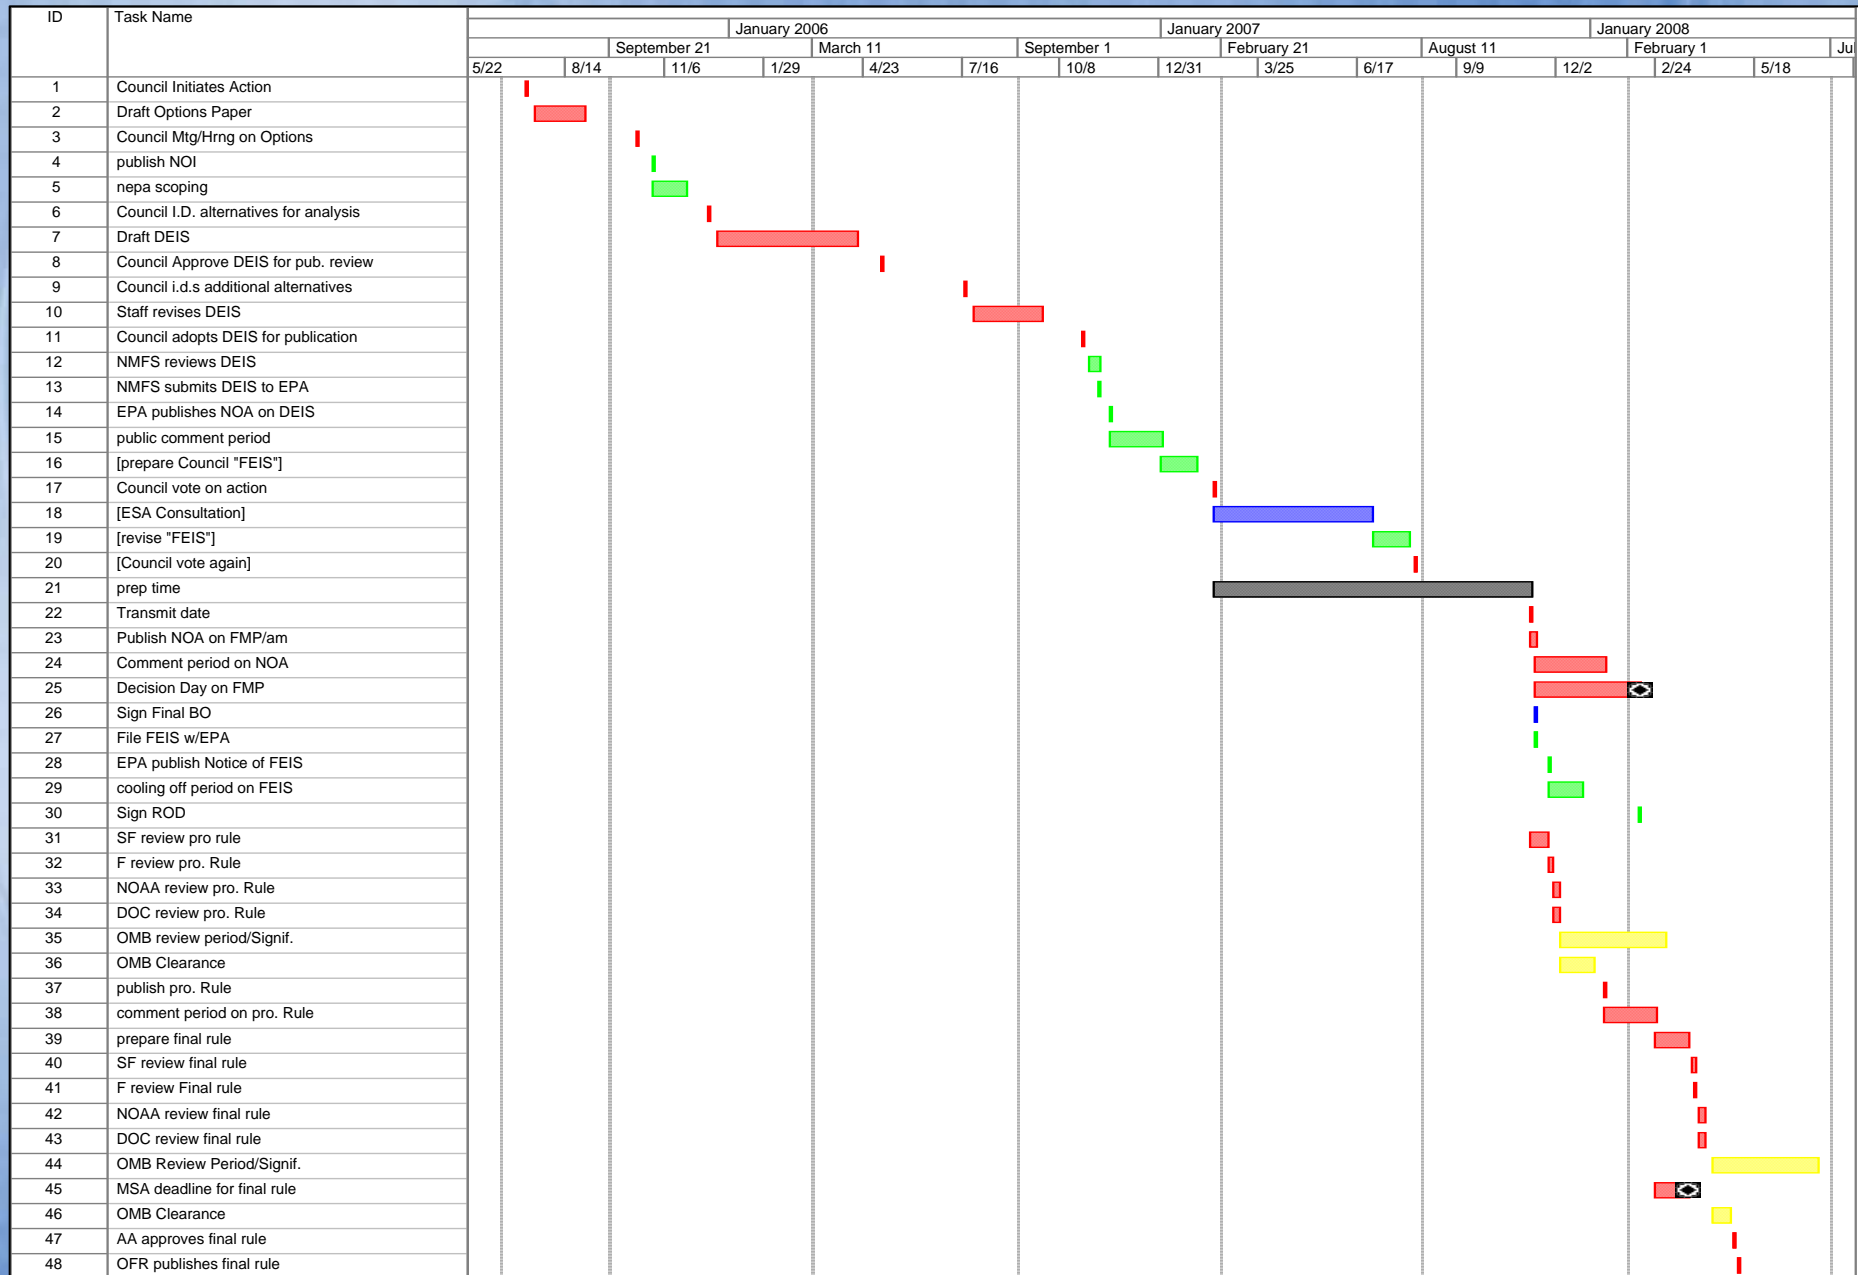 ID Task Name
January 2006 January 2007 January 2008
September 21 March 11 September 1 February 21 August 11 February 1 Jul
5/22 8/14 11/6 1/29 4/23 7/16 10/8 12/31 3/25 6/17 9/9 12/2 2/24 5/18
1 Council Initiates Action
2 Draft Options Paper
3 Council Mtg/Hrng on Options
4 publish NOI
5 nepa scoping
6 Council I.D. alternatives for analysis
7 Draft DEIS
8 Council Approve DEIS for pub. review
9 Council i.d.s additional alternatives
10 Staff revises DEIS
11 Council adopts DEIS for publication
12 NMFS reviews DEIS
13 NMFS submits DEIS to EPA
14 EPA publishes NOA on DEIS
15 public comment period
16 [prepare Council "FEIS"]
17 Council vote on action
18 [ESA Consultation]
19 [revise "FEIS"]
20 [Council vote again]
21 prep time
22 Transmit date
23 Publish NOA on FMP/am
24 Comment period on NOA
25 Decision Day on FMP
26 Sign Final BO
27 File FEIS w/EPA
28 EPA publish Notice of FEIS
29 cooling off period on FEIS
30 Sign ROD
31 SF review pro rule
32 F review pro. Rule
33 NOAA review pro. Rule
34 DOC review pro. Rule
35 OMB review period/Signif.
36 OMB Clearance
37 publish pro. Rule
38 comment period on pro. Rule
39 prepare final rule
40 SF review final rule
41 F review Final rule
42 NOAA review final rule
43 DOC review final rule
44 OMB Review Period/Signif.
45 MSA deadline for final rule
46 OMB Clearance
47 AA approves final rule
48 OFR publishes final rule